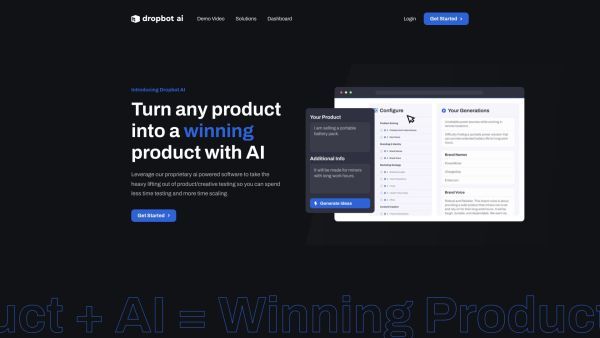 dropbot ai
Demo Video
Solutions
Dashboard
Login
Get Started
Introducing Dropbot AI
Turn any product
into a winning
product with AI
Leverage our proprietary ai powered software to take the
heavy lifting out of product/creative testing so you can spend
less time testing and more time scaling.
Get Started
Your Product
I am selling a portable
battery pack.
Additional Info
It will be made for miners
with long work hours.
Generate Ideas
Configure
Your Generations
Brand Names
Brand Voice
uct + AI = Winning Product